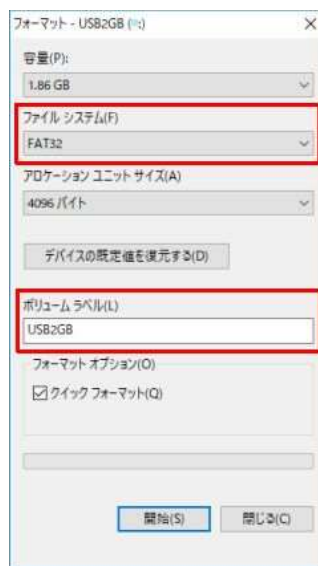 フォーマット - USB2GB (
容量(P):
1.86 GB
ファイル システム(F)
FAT32
アロケーション ユニット サイズ(A)
4096 バイト
デバイスの既定値を復元する(D)
ボリューム ラベル(L)
USB2GB
フォーマット オプション(O)
クイック フォーマット(Q)
開始(S)
閉じる(C)